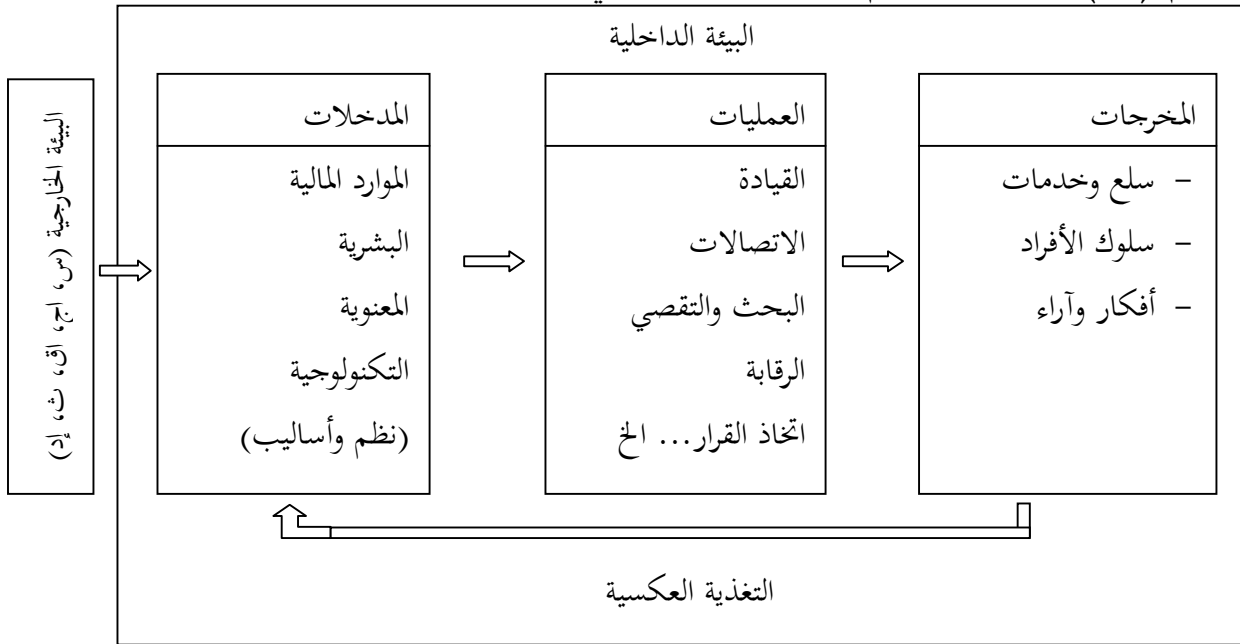 البيئة الداخلية
البيئة الخارجية (س، اج، اق، ث، إد)
المدخلات
الموارد المالية
البشرية
المعنوية
التكنولوجية
(نظم وأساليب)
العمليات
القيادة
الاتصالات
البحث والتقصي
الرقابة
اتخاذ القرار... الخ
المخرجات
- سلع وخدمات
- سلوك الأفراد
- أفكار وآراء
التغذية العكسية